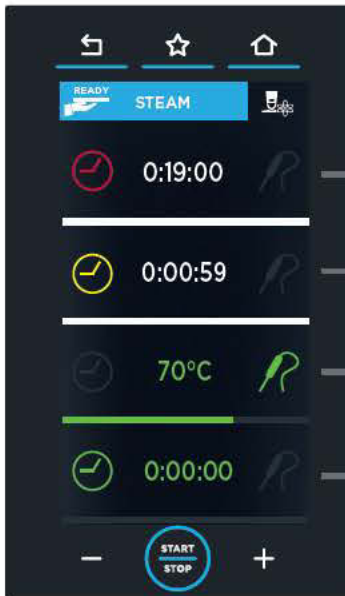 READY
STEAM
0:19:00
0:00:59
70°C
0:00:00
– START STOP +